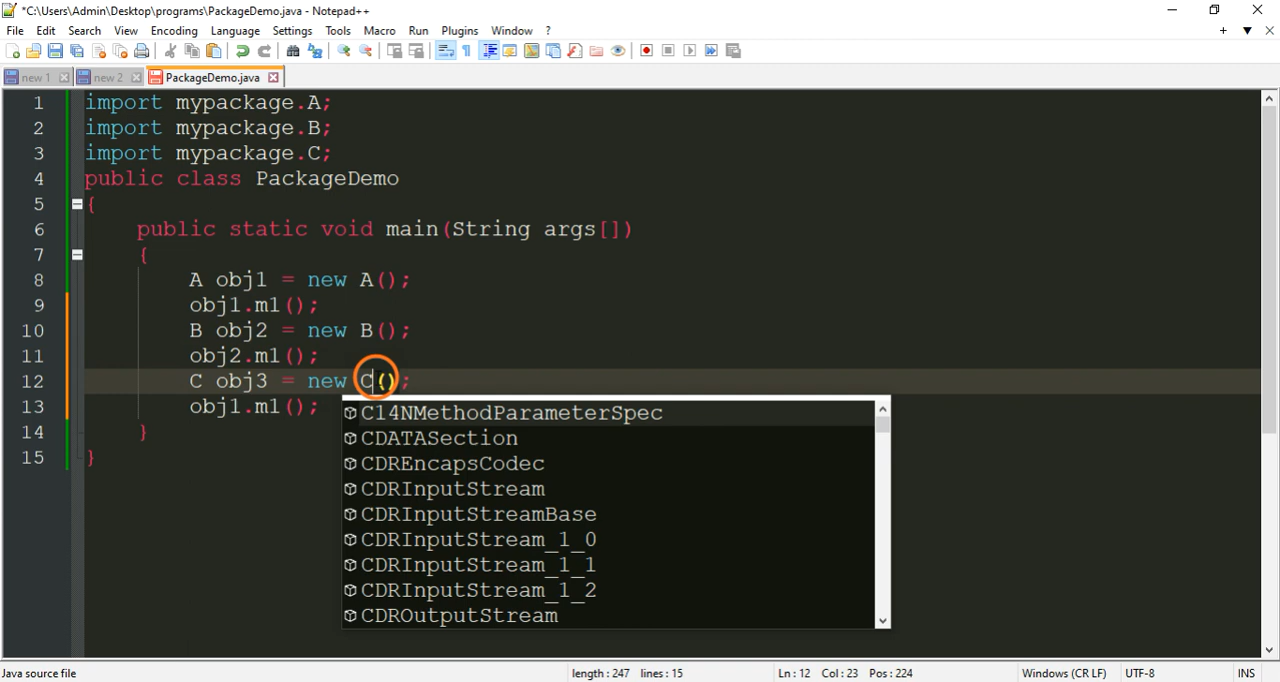 *C:\Users\Admin\Desktop\programs\PackageDemo.java - Notepad++
File Edit Search View Encoding Language Settings Tools Macro Run Plugins Window ?
new 1 new 2 PackageDemo.java
1 import mypackage.A;
2 import mypackage.B;
3 import mypackage.C;
4 public class PackageDemo
5 {
6 public static void main(String args[])
7 {
8 A obj1 = new A();
9 obj1.m1();
10 B obj2 = new B();
11 obj2.m1();
12 C obj3 = new C();
13 obj1.m1();
14 }
15 }
C14NMethodParameterSpec
CDATASection
CDREncapsCodec
CDRInputStream
CDRInputStreamBase
CDRInputStream_1_0
CDRInputStream_1_1
CDRInputStream_1_2
CDROutputStream
Java source file length : 247 lines : 15 Ln : 12 Col : 23 Pos : 224 Windows (CR LF) UTF-8 INS